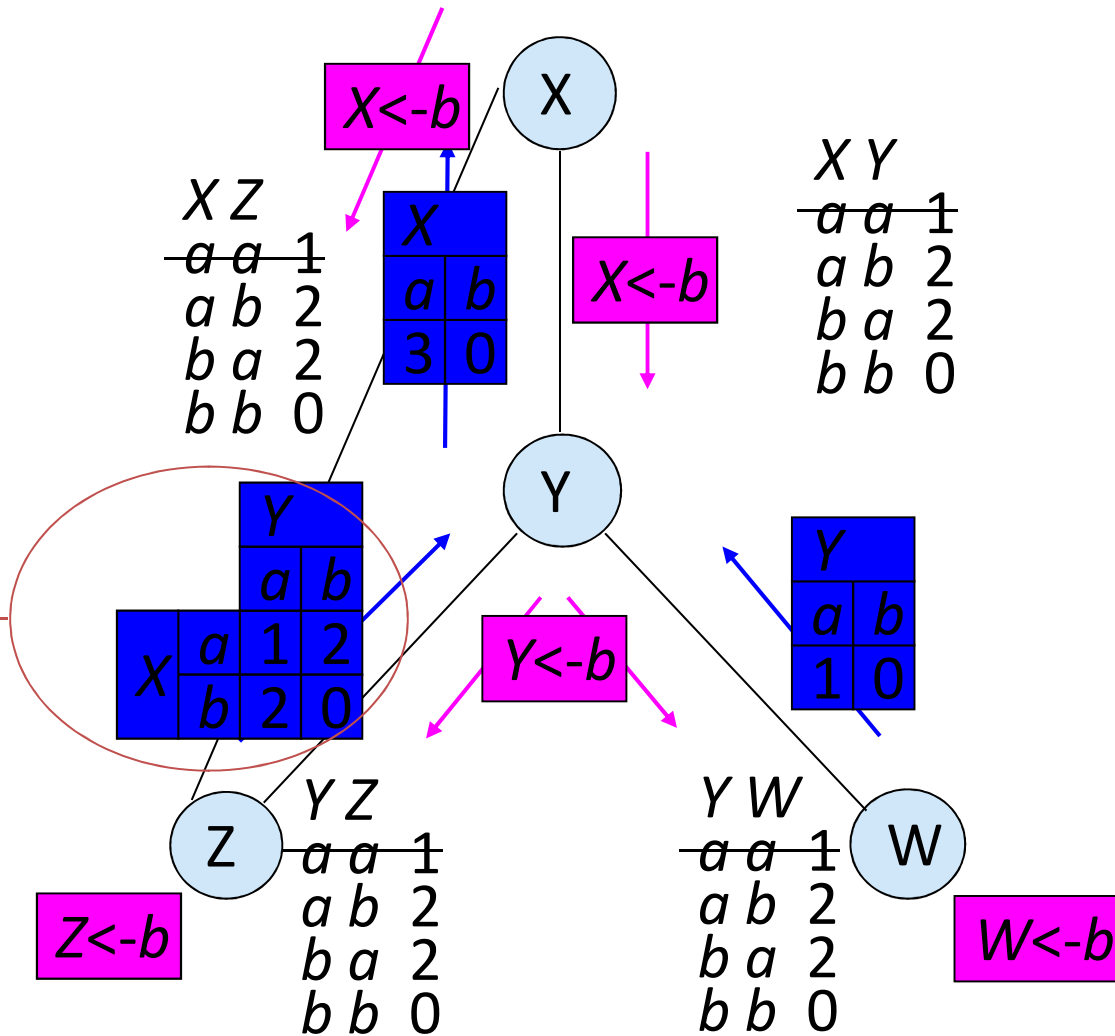 X
X<-b
X Y
a a 1
a b 2
b a 2
b b 0
X Z
a a 1
a b 2
b a 2
b b 0
X
a b
3 0
X<-b
Y
Y
a b
X a 1 2
b 2 0
Y
a b
1 0
Y<-b
Z
Y Z
a a 1
a b 2
b a 2
b b 0
Y W
a a 1
a b 2
b a 2
b b 0
W
Z<-b
W<-b